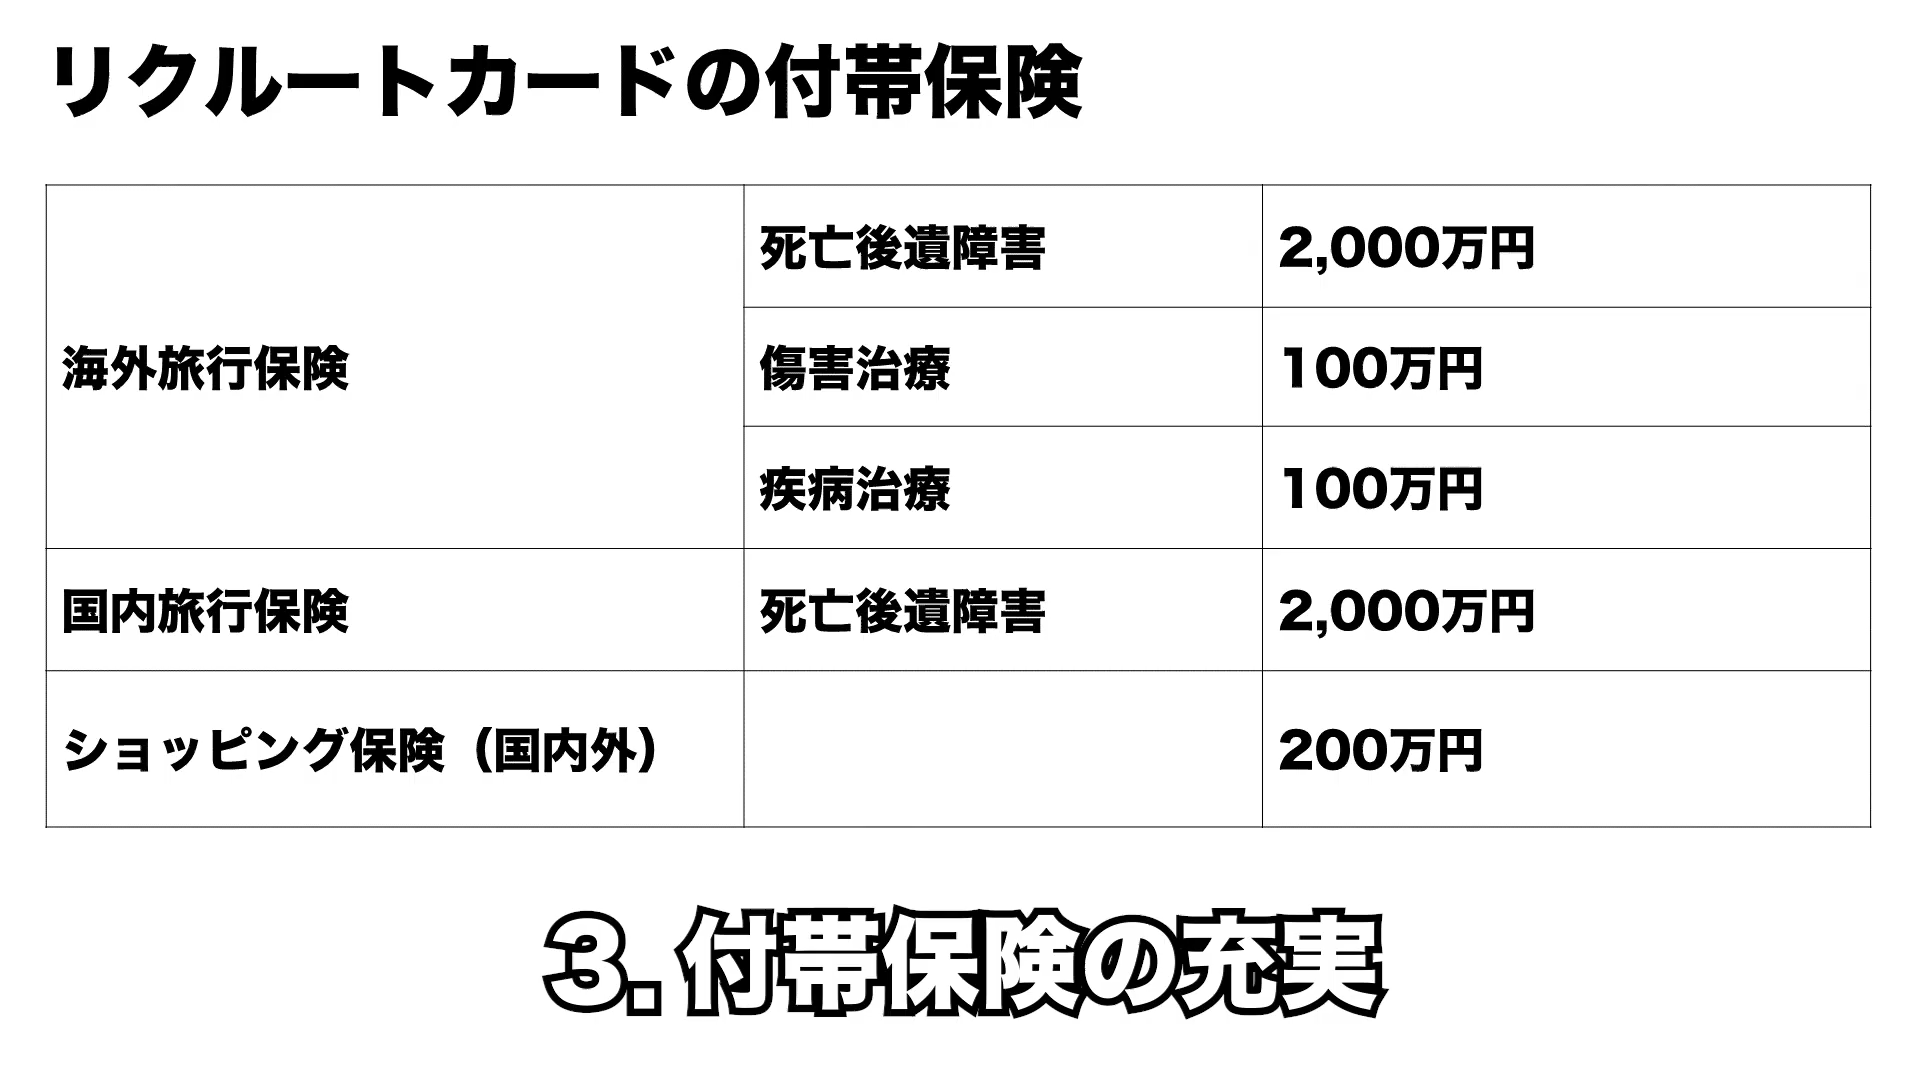 リクルートカードの付帯保険
海外旅行保険
死亡後遺障害 2,000万円
傷害治療 100万円
疾病治療 100万円
国内旅行保険 死亡後遺障害 2,000万円
ショッピング保険（国内外） 200万円
3.付帯保険の充実